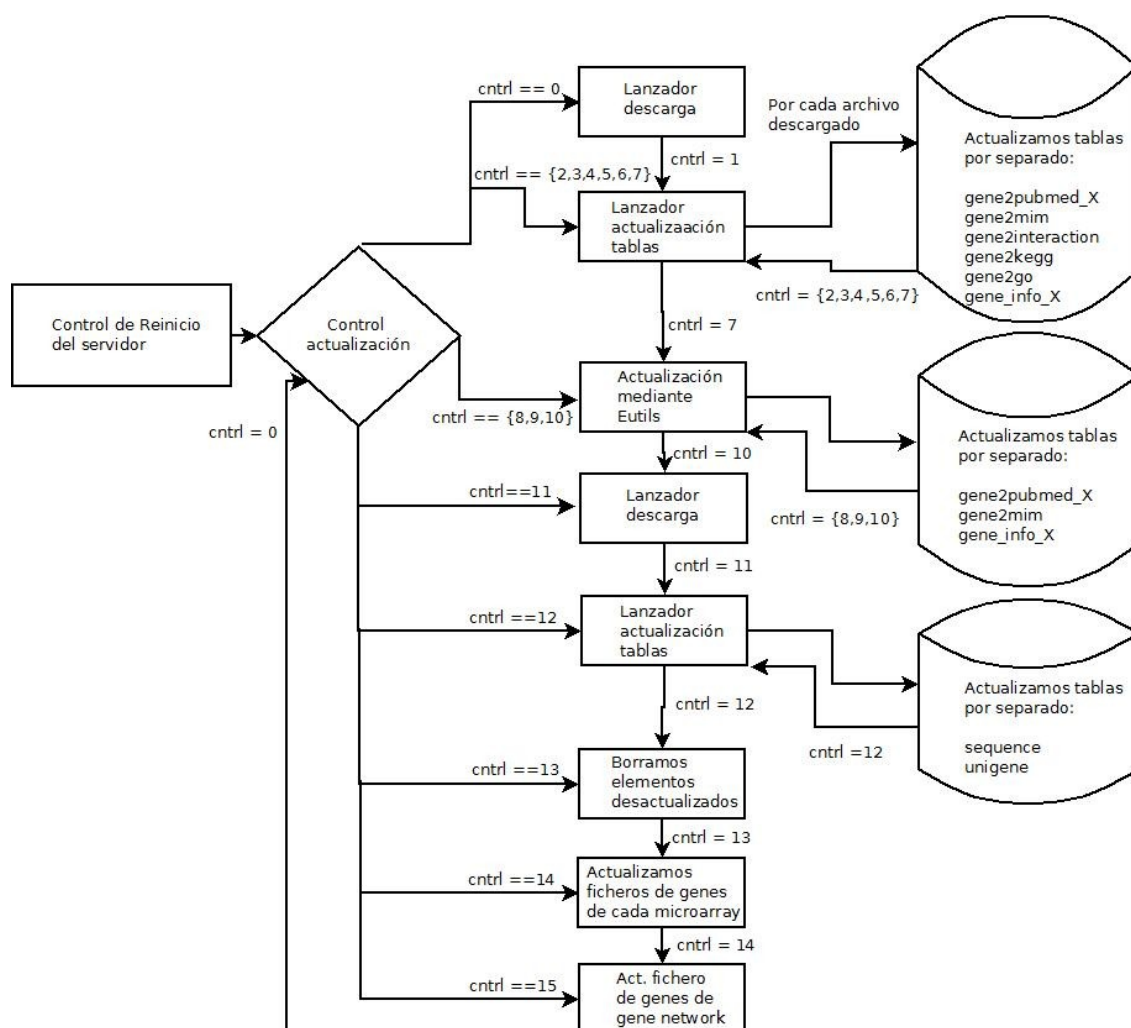 cntrl == 0
Lanzador
descarga
Por cada archivo
descargado
cntrl = 1
cntrl == {2,3,4,5,6,7}
Lanzador
actualizaación
tablas
Actualizamos tablas
por separado:
gene2pubmed_X
gene2mim
gene2interaction
gene2kegg
gene2go
gene_info_X
cntrl = {2,3,4,5,6,7}
Control de Reinicio
del servidor
Control
actualización
cntrl = 7
Actualización
mediante
Eutils
cntrl == {8,9,10}
cntrl = 0
cntrl = 10
Actualizamos tablas
por separado:
gene2pubmed_X
gene2mim
gene_info_X
cntrl==11
Lanzador
descarga
cntrl = {8,9,10}
cntrl = 11
cntrl ==12
Lanzador
actualización
tablas
cntrl = 12
Actualizamos tablas
por separado:
sequence
unigene
cntrl =12
cntrl ==13
Borramos
elementos
desactualizados
cntrl = 13
cntrl ==14
Actualizamos
ficheros de genes
de cada microarray
cntrl = 14
cntrl ==15
Act. fichero
de genes de
gene network